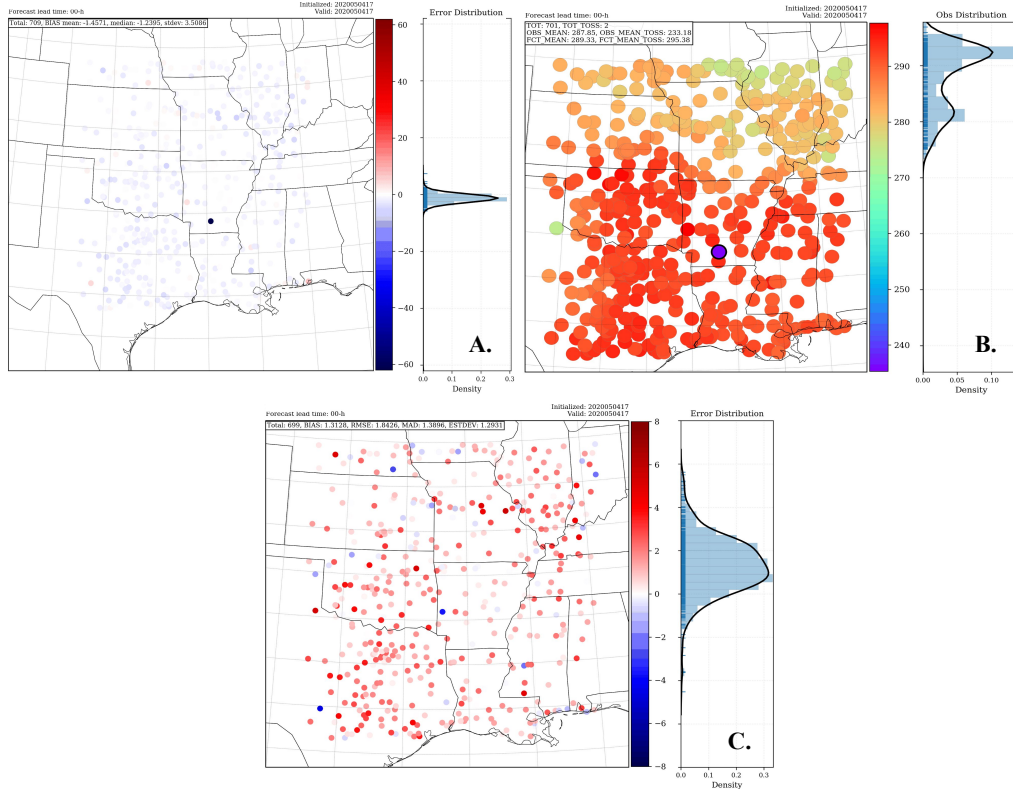 Forecast lead time: 00-h
Initialized: 2020050417
Valid: 2020050417
Total: 709, BIAS mean: -1.4571, median: -1.2395, stdev: 3.5086
60
40
20
0
−20
−40
−60
Error Distribution
0.0
0.1
0.2
0.3
Density
A.
Forecast lead time: 00-h
Initialized: 2020050417
Valid: 2020050417
TOT: 701, TOT_TOSS: 2
OBS_MEAN: 287.85, OBS_MEAN_TOSS: 233.18
FCT_MEAN: 289.33, FCT_MEAN_TOSS: 295.38
290
280
270
260
250
240
Obs Distribution
290
280
270
260
250
240
0.00
0.05
0.10
Density
B.
Forecast lead time: 00-h
Initialized: 2020050417
Valid: 2020050417
Total: 699, BIAS: 1.3128, RMSE: 1.8426, MAD: 1.3896, ESTDEV: 1.2931
8
6
4
2
0
−2
−4
−6
−8
Error Distribution
0.0
0.1
0.2
0.3
Density
C.